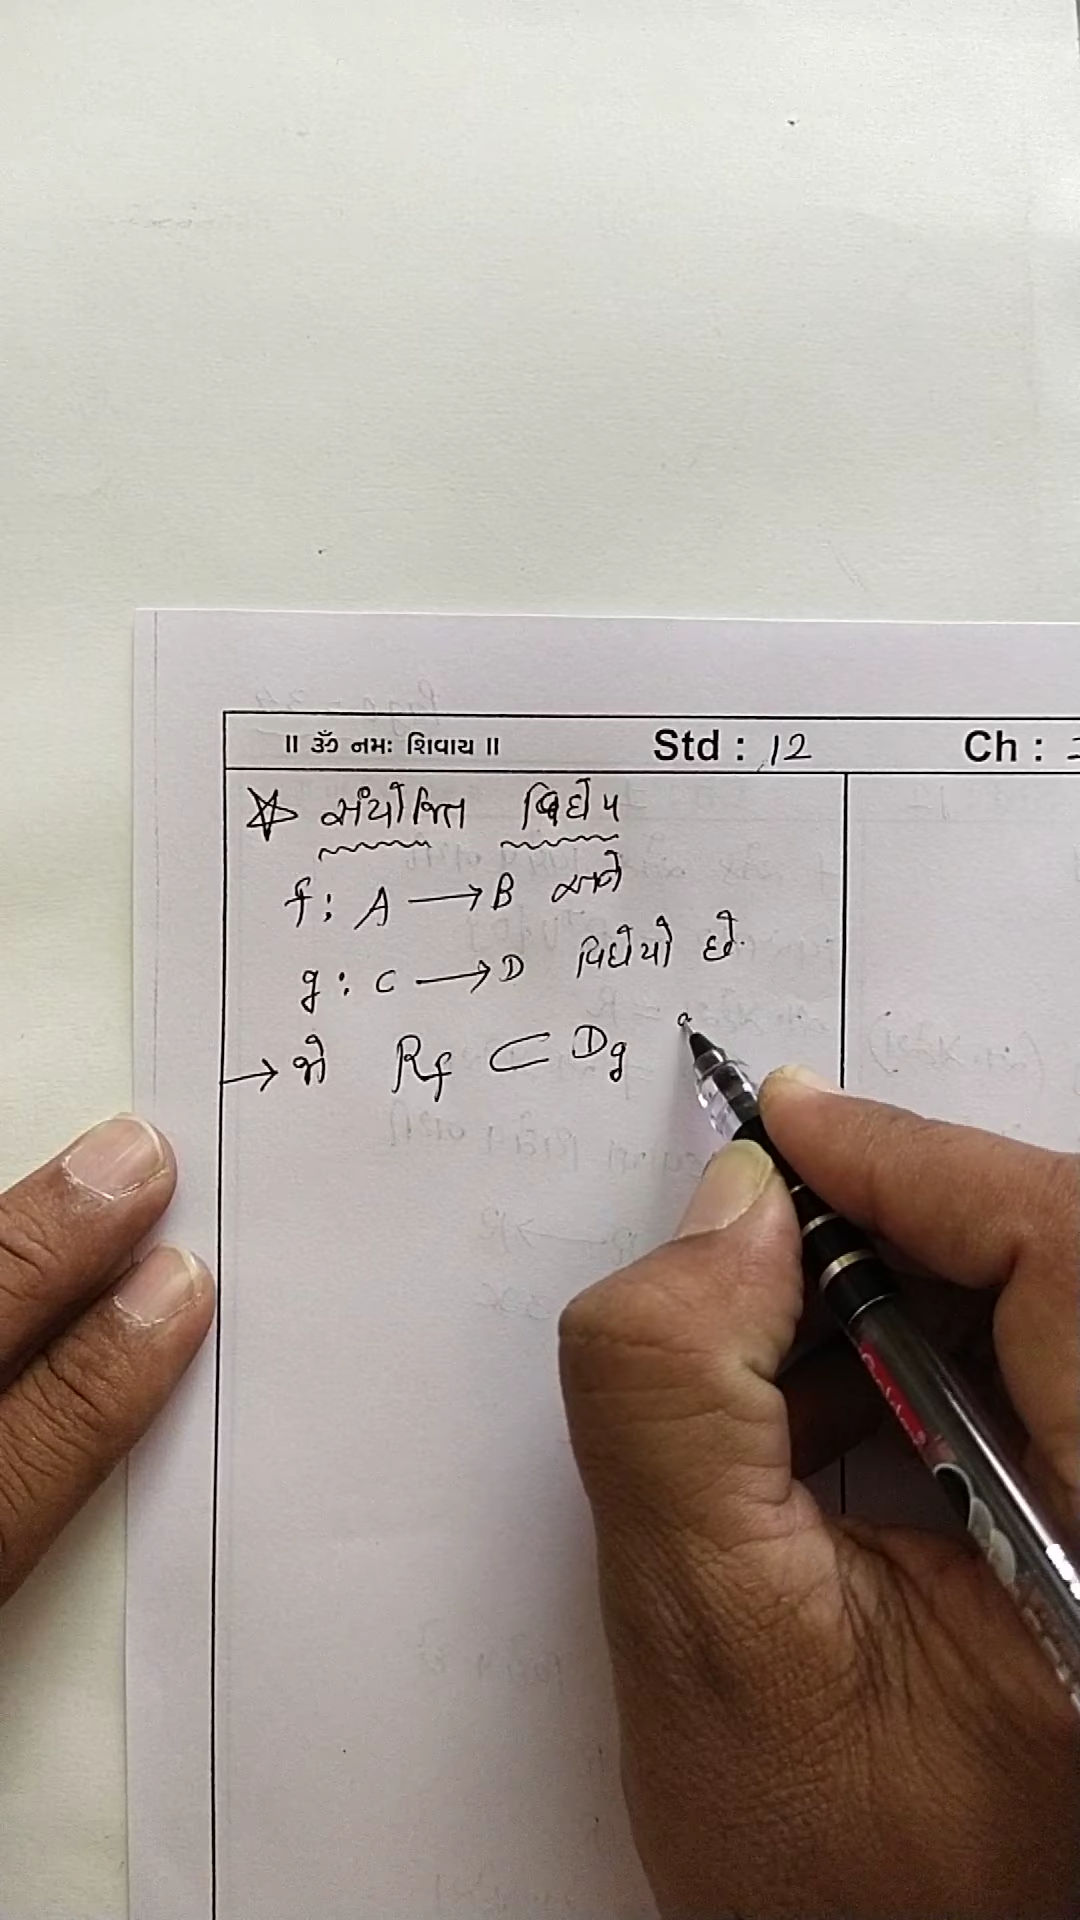 ॥ ૐ નમઃ શિવાય ॥ Std : 12 Ch :
સંયોજિત વિધેય
f : A → B અને
g : C → D વિધેયો છે.
→ જો Rf ⊂ Dg